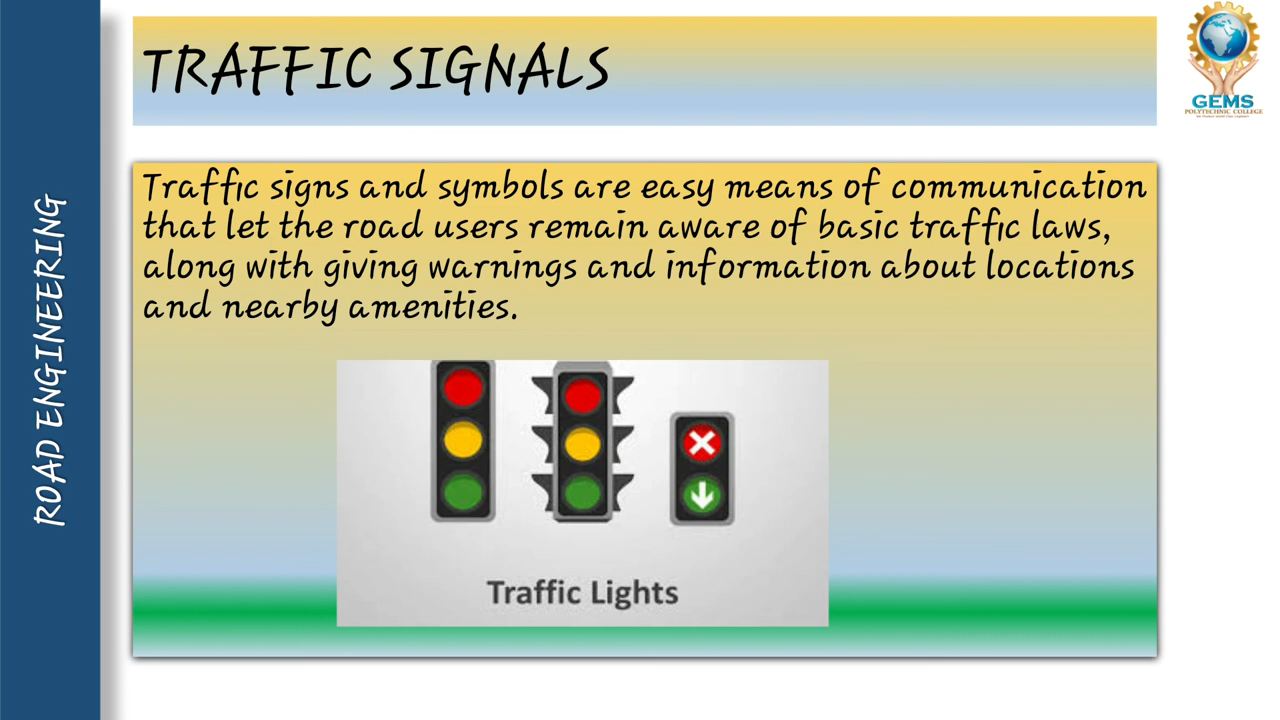 TRAFFIC SIGNALS
GEMS
POLYTECHNIC COLLEGE
ROAD ENGINEERING
Traffic signs and symbols are easy means of communication
that let the road users remain aware of basic traffic laws,
along with giving warnings and information about locations
and nearby amenities.
Traffic Lights